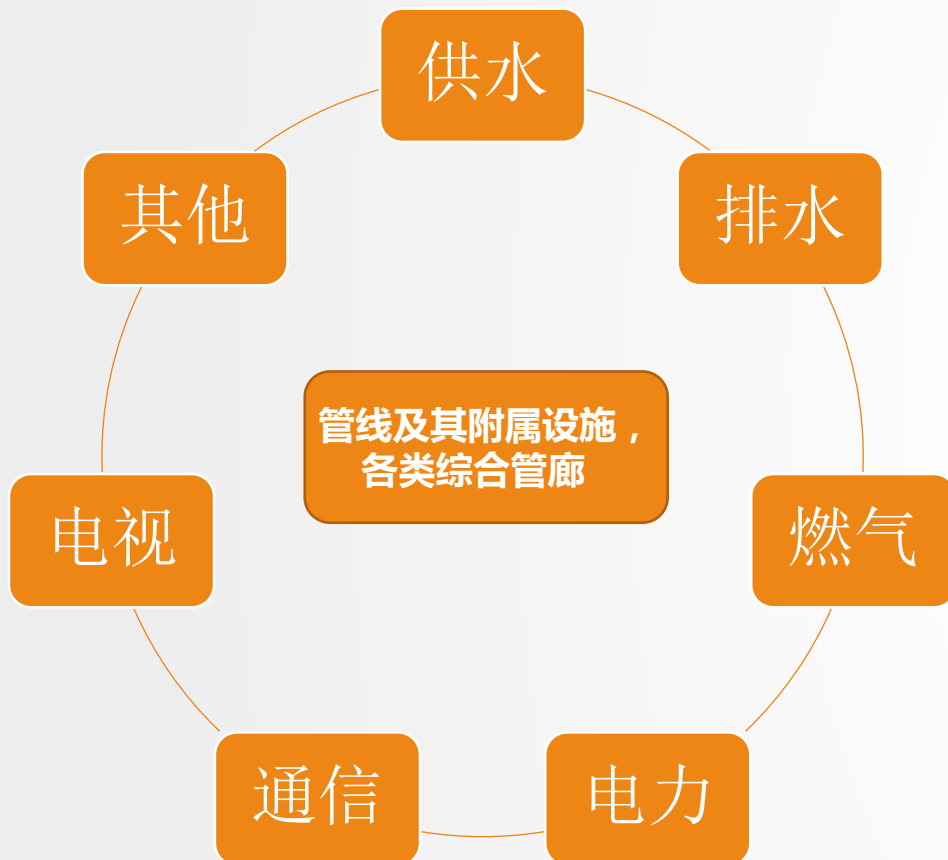 供水
其他
排水
管线及其附属设施，
各类综合管廊
电视
燃气
通信
电力